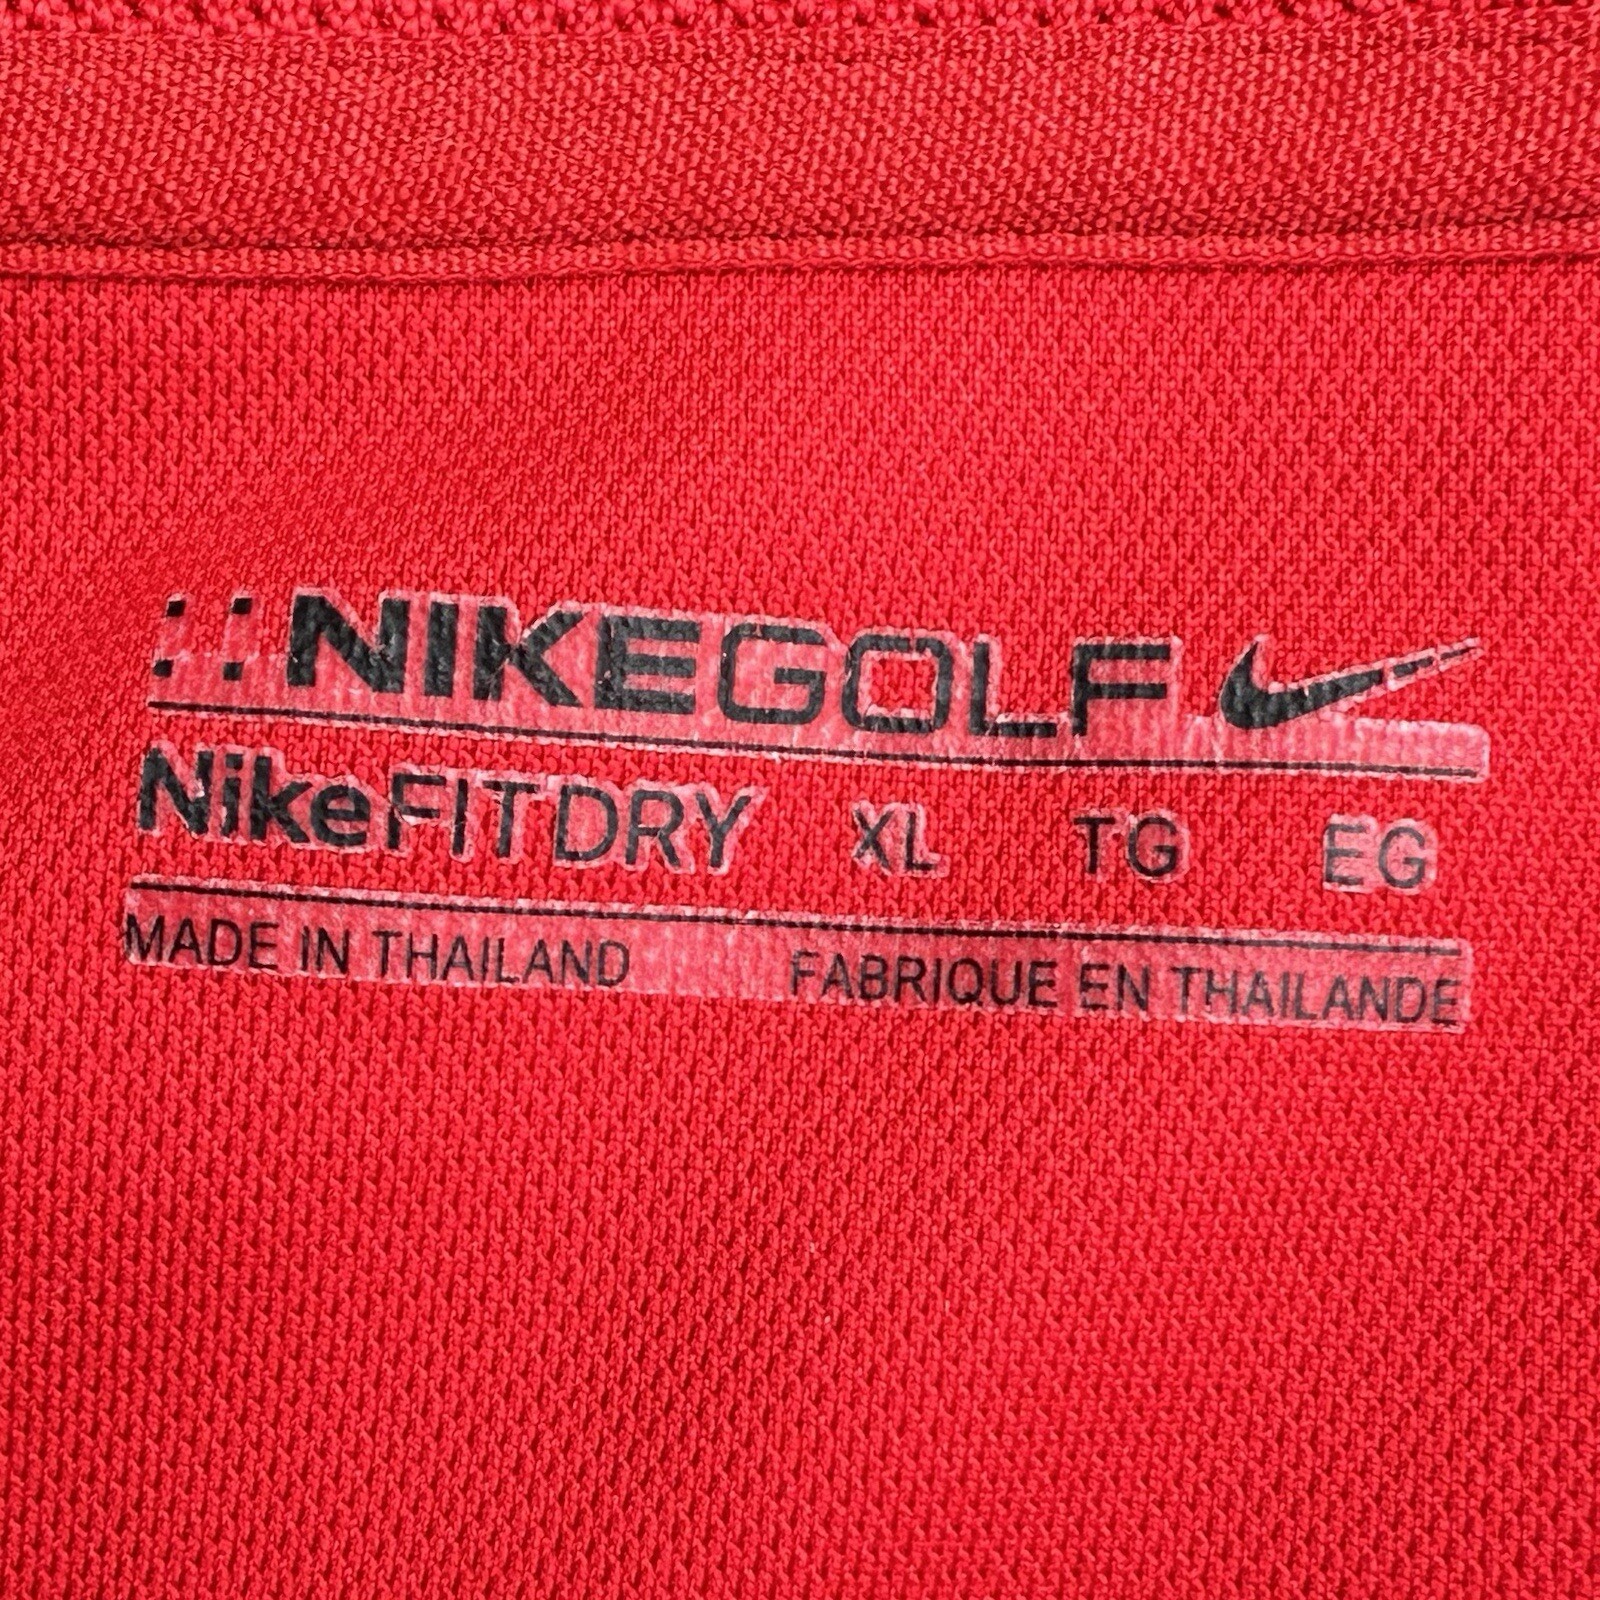 NIKEGOLF
NikeFITDRY XL TG EG
MADE IN THAILAND FABRIQUE EN THAILANDE